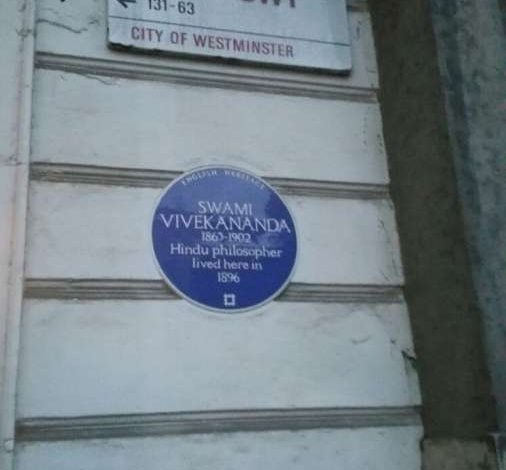 131-63
CITY OF WESTMINSTER
ENGLISH HERITAGE
SWAMI
VIVEKANANDA
1863-1902
Hindu philosopher
lived here in
1896